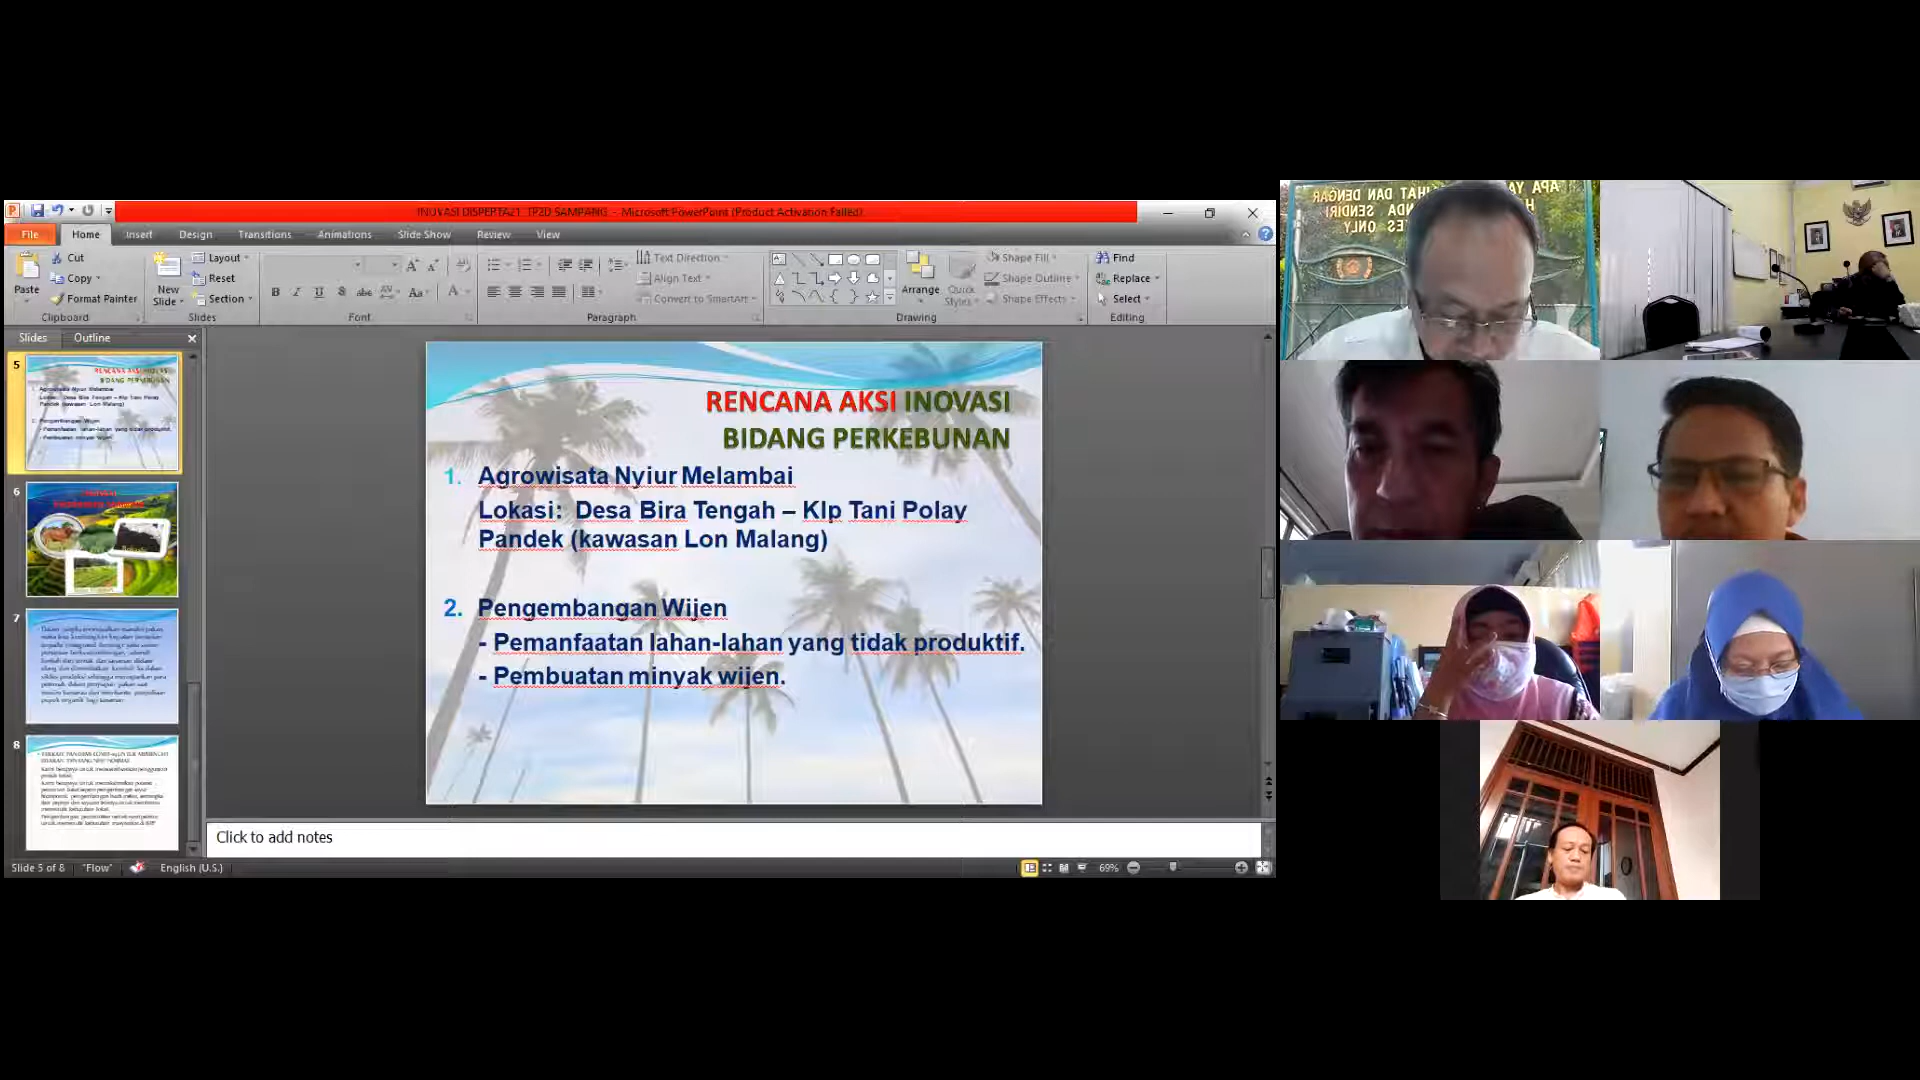 INOVASI DISPERTA21_TP2D SAMPANG - Microsoft PowerPoint (Product Activation Failed)
File Home Insert Design Transitions Animations Slide Show Review View
Paste
Cut
Copy
Format Painter
Clipboard
New Slide
Layout
Reset
Section
Slides
Font
Text Direction
Align Text
Convert to SmartArt
Paragraph
Arrange
Quick Styles
Shape Fill
Shape Outline
Shape Effects
Drawing
Find
Replace
Select
Editing
Slides Outline
5
6
7
8
RENCANA AKSI INOVASI
BIDANG PERKEBUNAN
1. Agrowisata Nyiur Melambai
Lokasi: Desa Bira Tengah – Klp Tani Polay
Pandek (kawasan Lon Malang)
2. Pengembangan Wijen
- Pemanfaatan lahan-lahan yang tidak produktif.
- Pembuatan minyak wijen.
Click to add notes
Slide 5 of 8 "Flow" English (U.S.) 69%